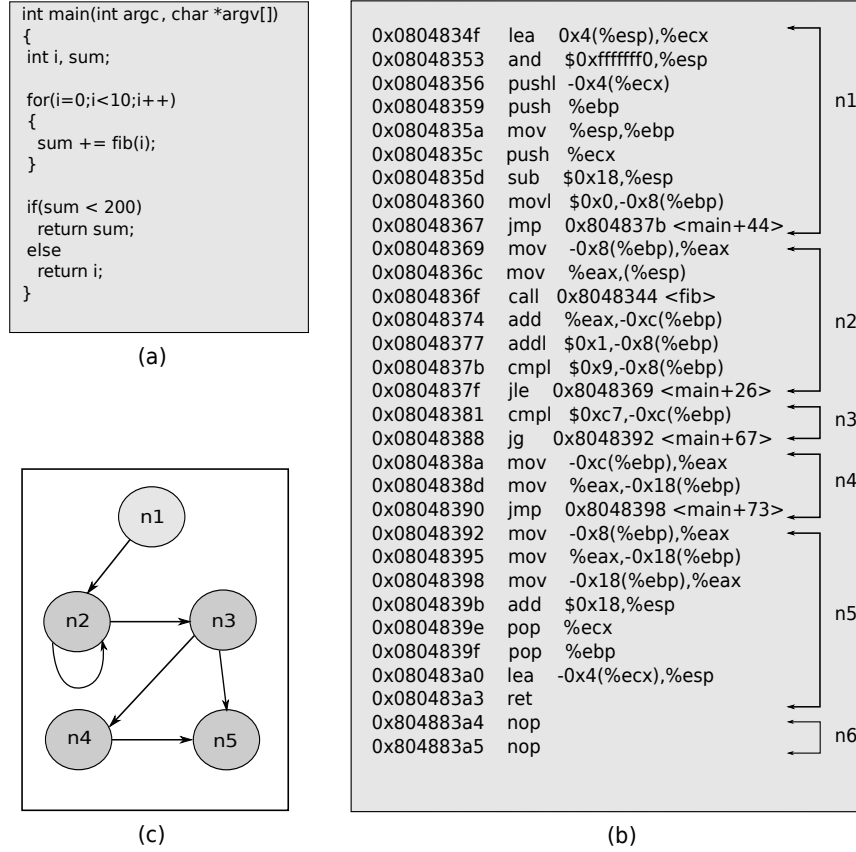 int main(int argc, char *argv[])
{
int i, sum;
for(i=0;i<10;i++)
{
sum += fib(i);
}
if(sum < 200)
return sum;
else
return i;
}
(a)
0x0804834f lea 0x4(%esp),%ecx
0x08048353 and $0xfffffff0,%esp
0x08048356 pushl -0x4(%ecx)
0x08048359 push %ebp
0x0804835a mov %esp,%ebp
0x0804835c push %ecx
0x0804835d sub $0x18,%esp
0x08048360 movl $0x0,-0x8(%ebp)
0x08048367 jmp 0x804837b <main+44>
0x08048369 mov -0x8(%ebp),%eax
0x0804836c mov %eax,(%esp)
0x0804836f call 0x8048344 <fib>
0x08048374 add %eax,-0xc(%ebp)
0x08048377 addl $0x1,-0x8(%ebp)
0x0804837b cmpl $0x9,-0x8(%ebp)
0x0804837f jle 0x8048369 <main+26>
0x08048381 cmpl $0xc7,-0xc(%ebp)
0x08048388 jg 0x8048392 <main+67>
0x0804838a mov -0xc(%ebp),%eax
0x0804838d mov %eax,-0x18(%ebp)
0x08048390 jmp 0x8048398 <main+73>
0x08048392 mov -0x8(%ebp),%eax
0x08048395 mov %eax,-0x18(%ebp)
0x08048398 mov -0x18(%ebp),%eax
0x0804839b add $0x18,%esp
0x0804839e pop %ecx
0x0804839f pop %ebp
0x080483a0 lea -0x4(%ecx),%esp
0x080483a3 ret
0x804883a4 nop
0x804883a5 nop
n1
n2
n3
n4
n5
n6
(b)
n1
n2
n3
n4
n5
(c)